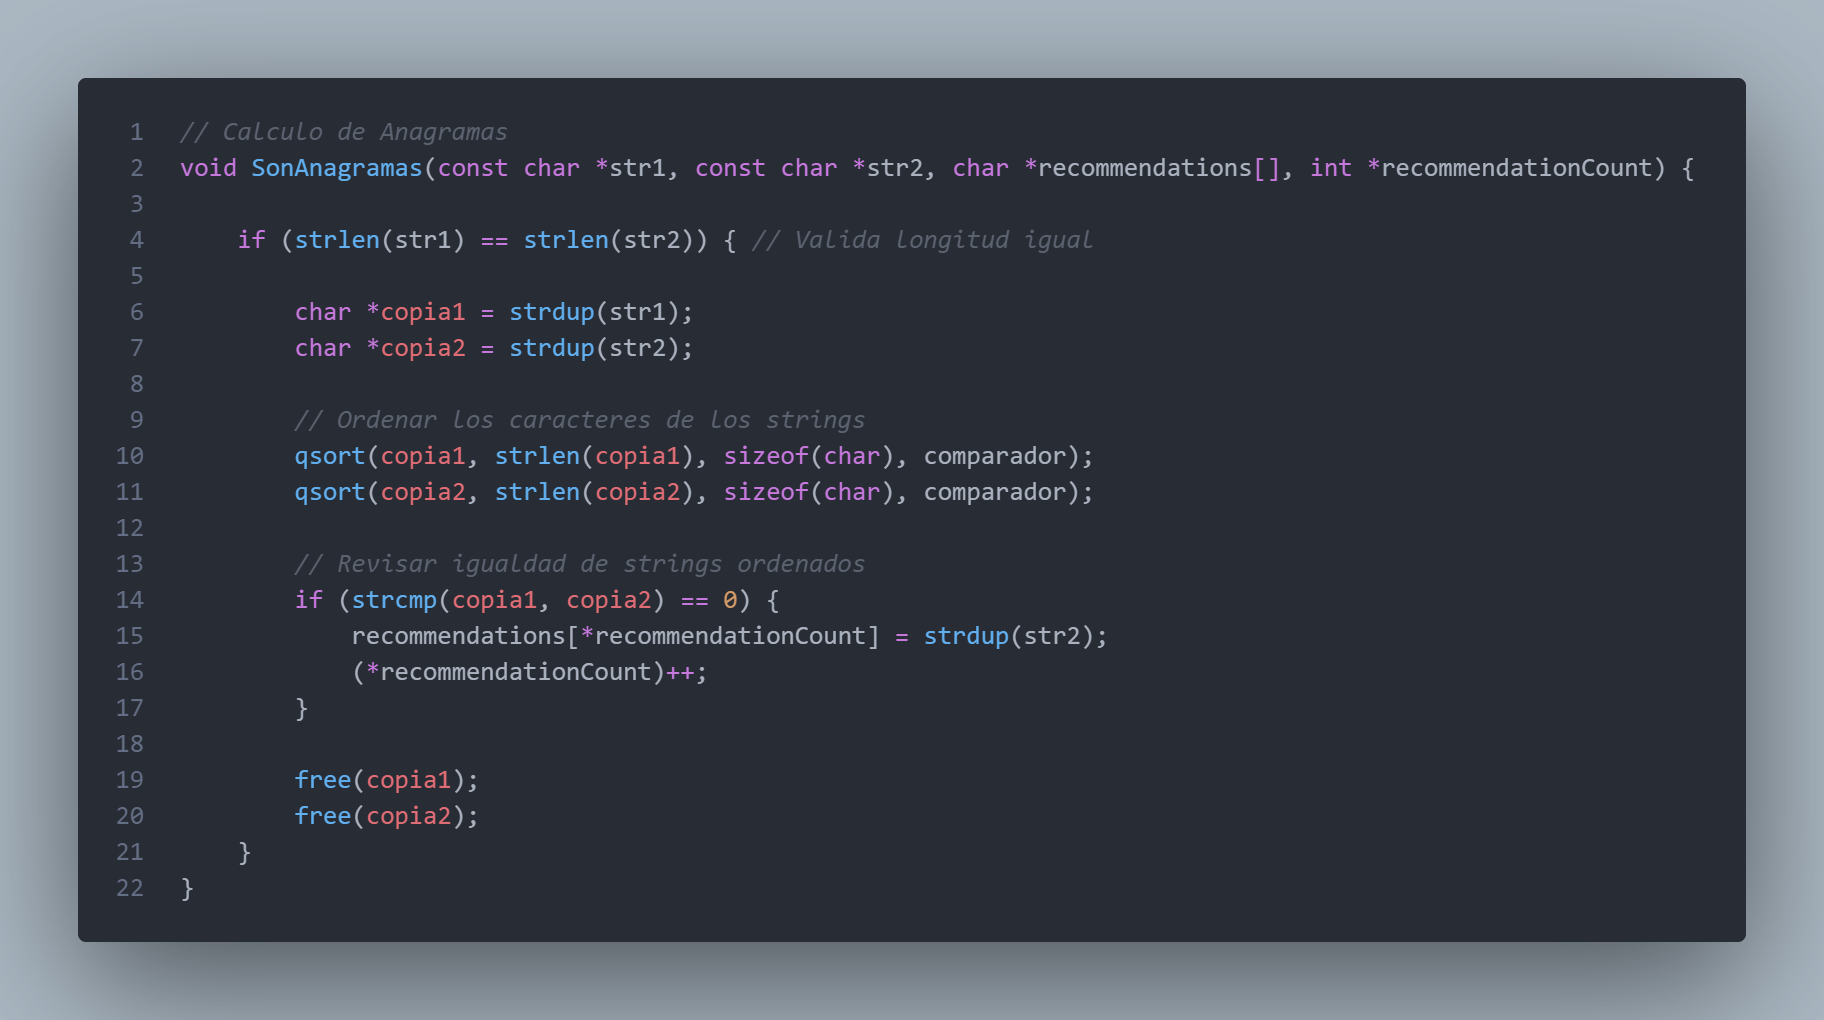 1 // Calculo de Anagramas
2 void SonAnagramas(const char *str1, const char *str2, char *recommendations[], int *recommendationCount) {
3
4     if (strlen(str1) == strlen(str2)) { // Valida longitud igual
5
6         char *copia1 = strdup(str1);
7         char *copia2 = strdup(str2);
8
9         // Ordenar los caracteres de los strings
10         qsort(copia1, strlen(copia1), sizeof(char), comparador);
11         qsort(copia2, strlen(copia2), sizeof(char), comparador);
12
13         // Revisar igualdad de strings ordenados
14         if (strcmp(copia1, copia2) == 0) {
15             recommendations[*recommendationCount] = strdup(str2);
16             (*recommendationCount)++;
17         }
18
19         free(copia1);
20         free(copia2);
21     }
22 }